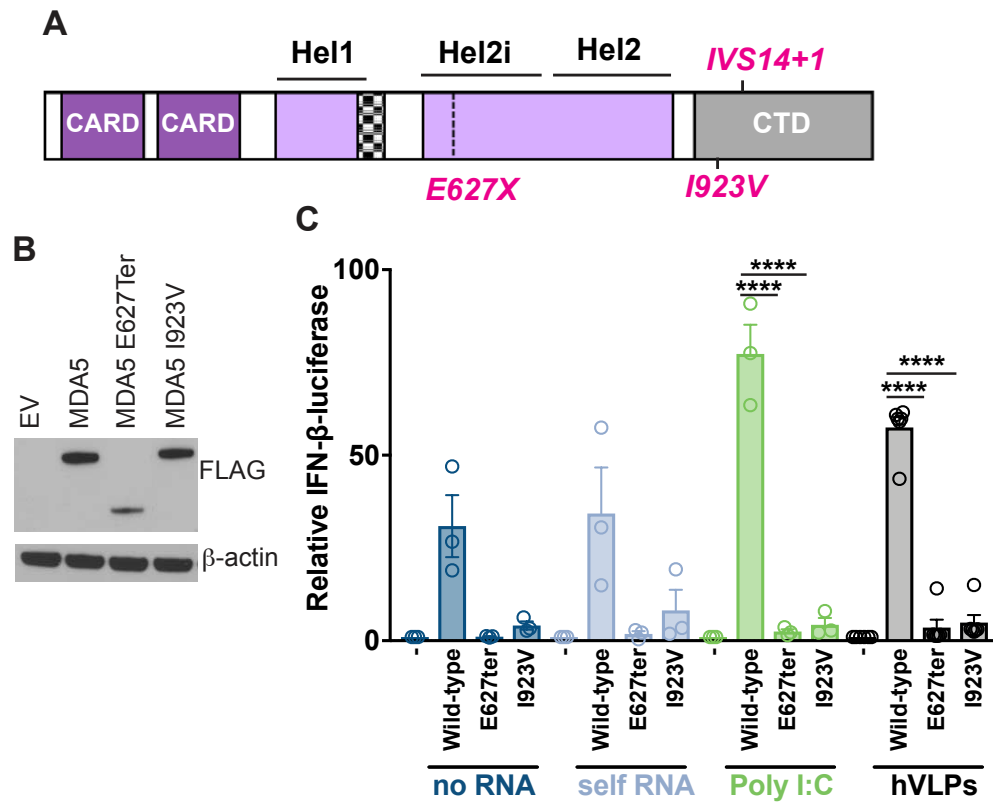 A
Hel1
Hel2i
Hel2
IVS14+1
CARD
CARD
CTD
E627X
I923V
B
EV
MDA5
MDA5 E627Ter
MDA5 I923V
FLAG
β-actin
C
Relative IFN-β-luciferase
100
50
0
****
****
****
****
-
Wild-type
E627ter
I923V
-
Wild-type
E627ter
I923V
-
Wild-type
E627ter
I923V
-
Wild-type
E627ter
I923V
no RNA
self RNA
Poly I:C
hVLPs